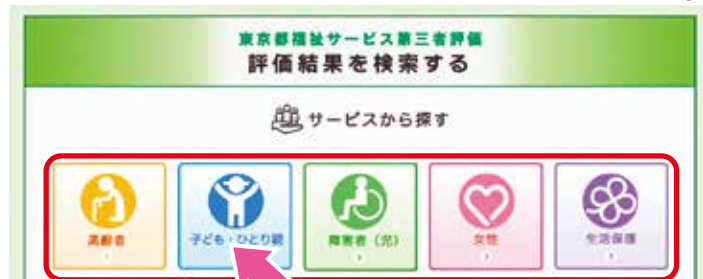 東京都福祉サービス第三者評価
評価結果を検索する
サービスから探す
高齢者
子ども・ひとり親
障害者（児）
女性
生活保護